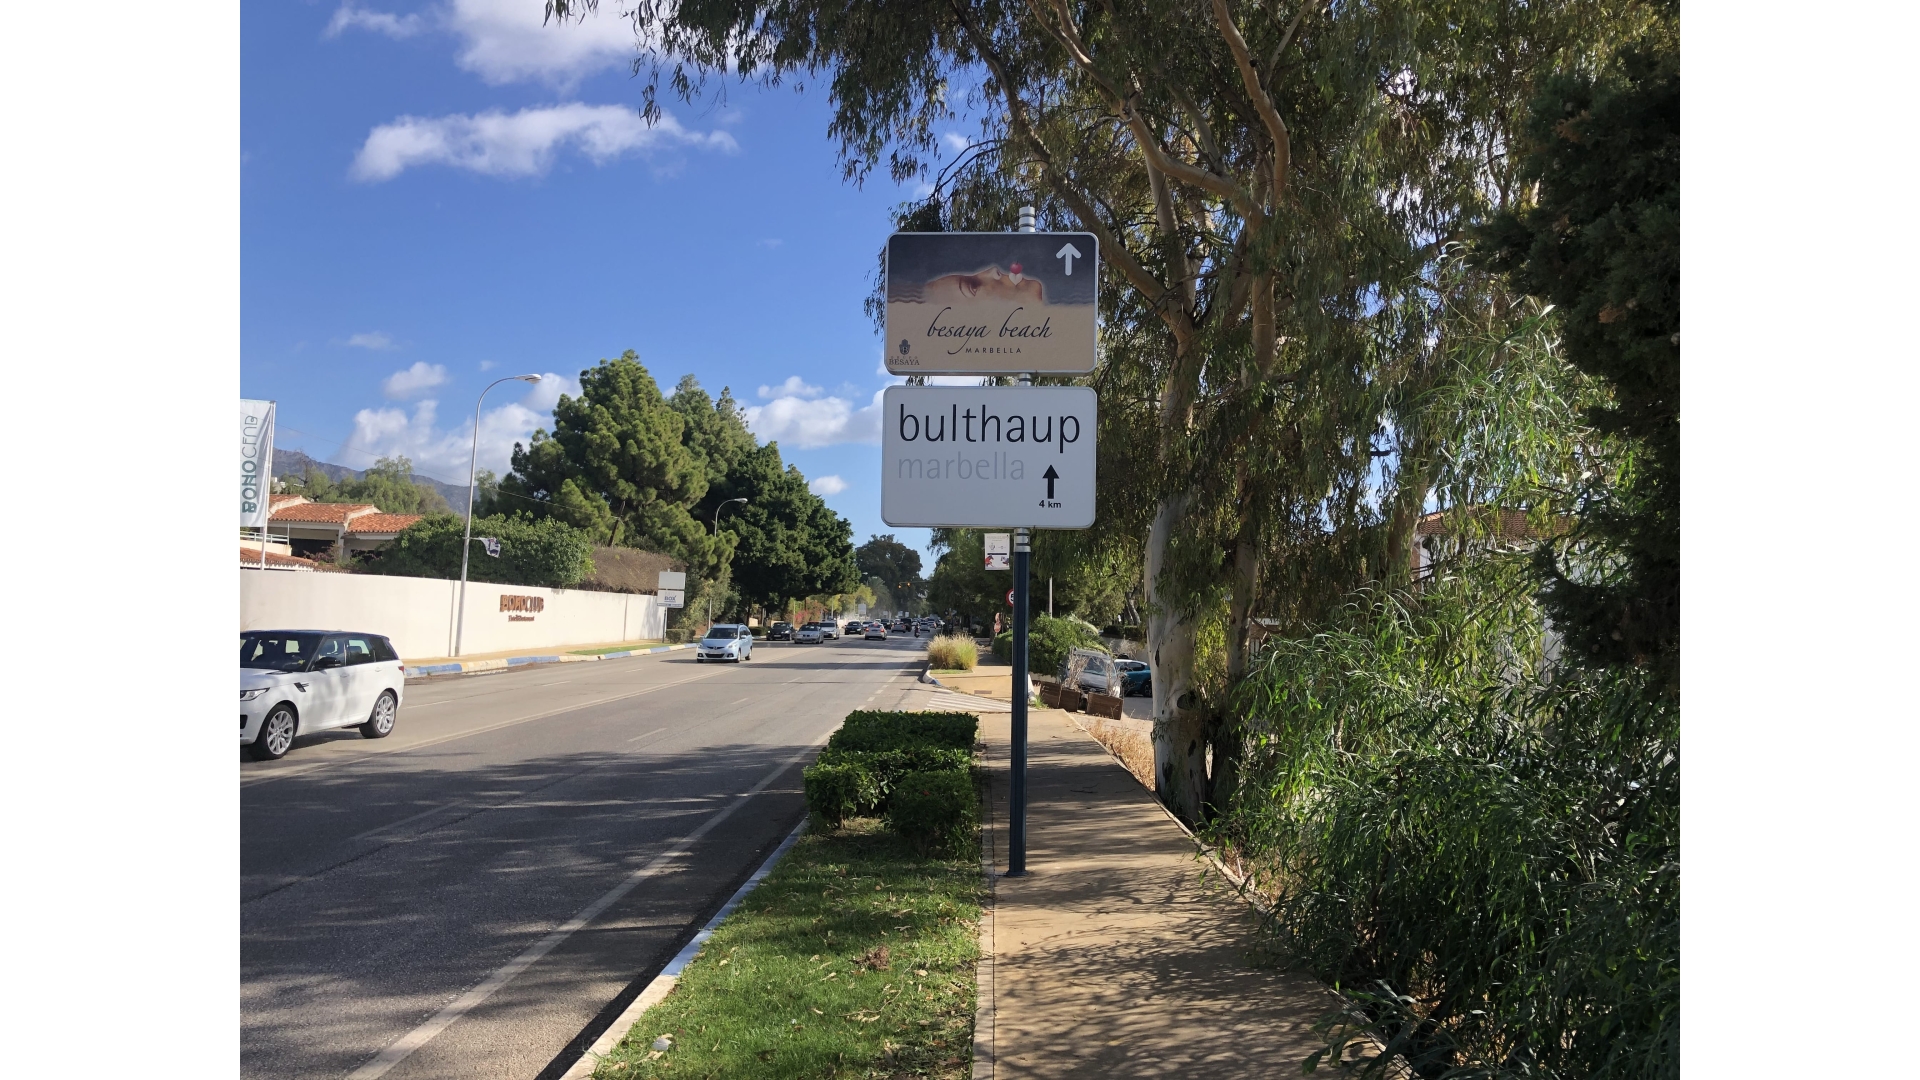 besaya beach
MARBELLA
BESAYA
bulthaup
marbella
4 km
BONOCLUB
BONOCLUB